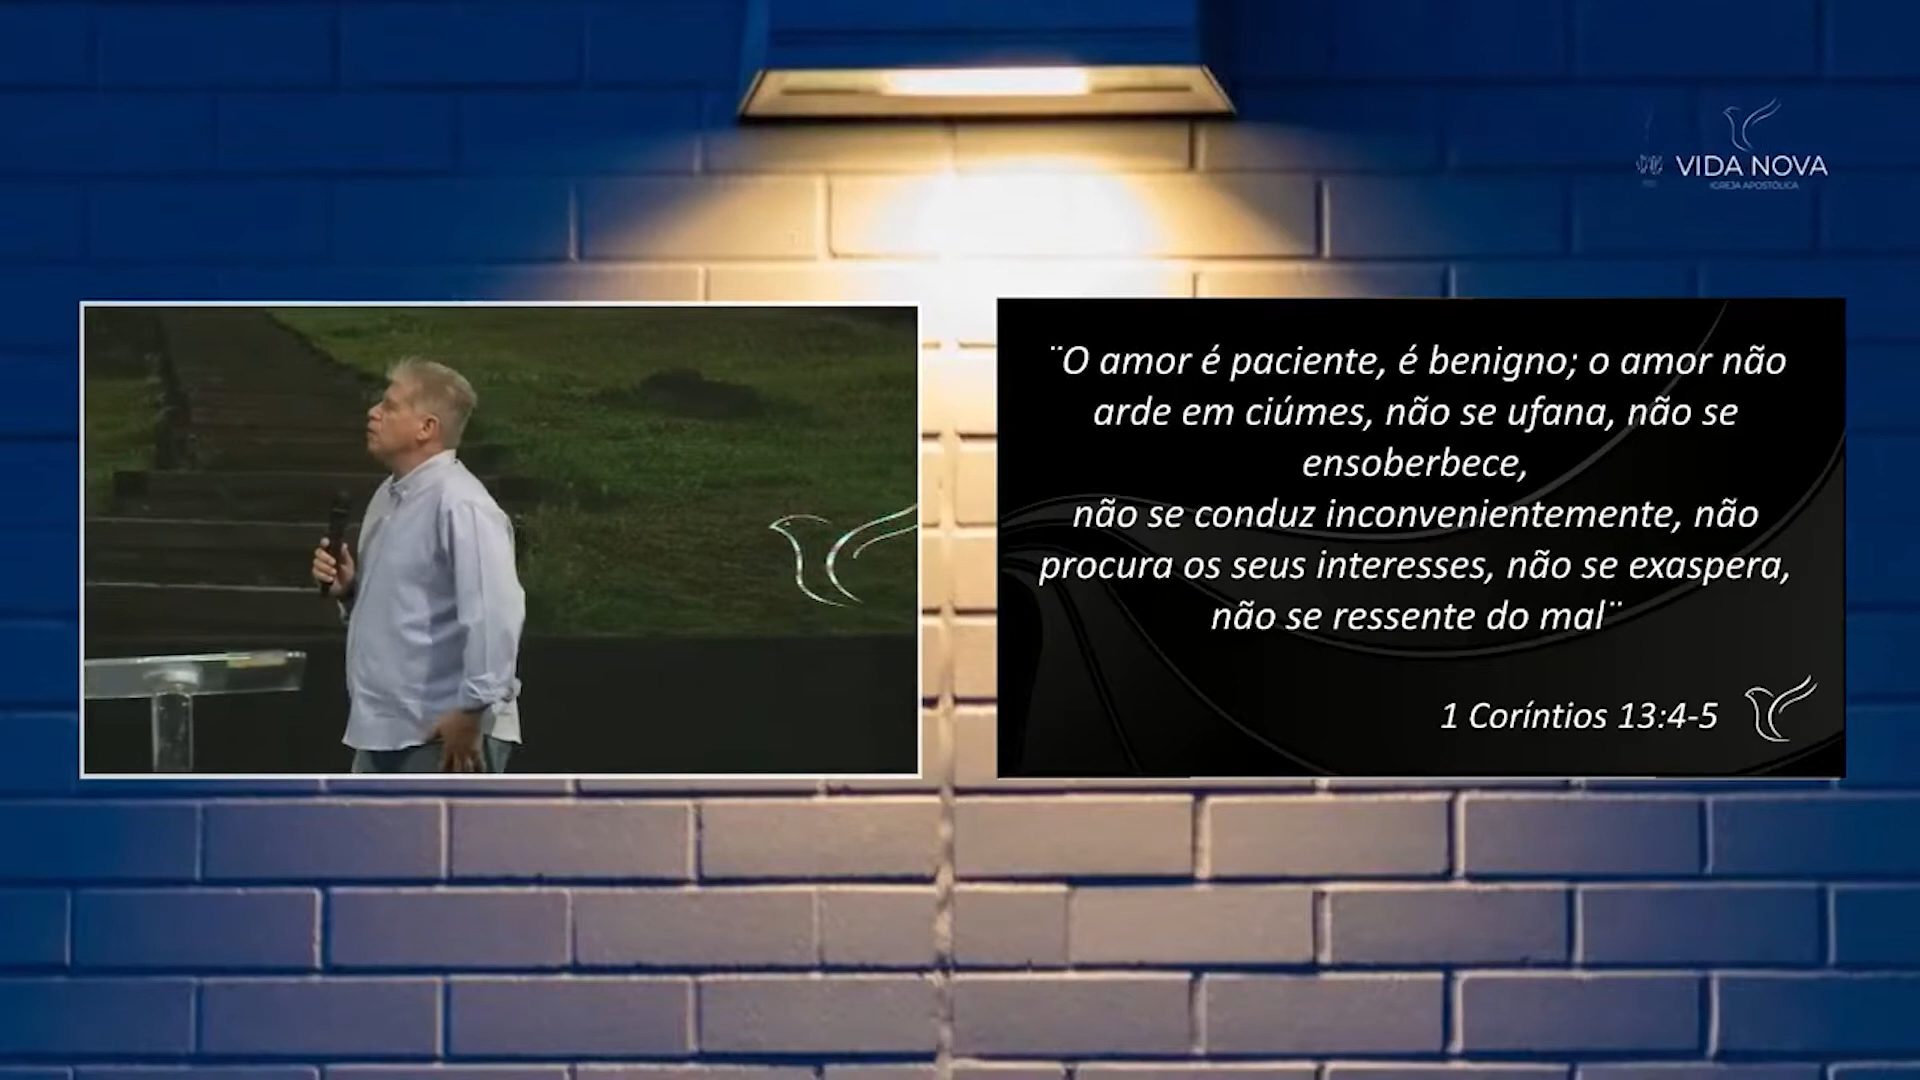 VIDA NOVA
IGREJA APOSTÓLICA
¨O amor é paciente, é benigno; o amor não
arde em ciúmes, não se ufana, não se
ensoberbece,
não se conduz inconvenientemente, não
procura os seus interesses, não se exaspera,
não se ressente do mal¨
1 Coríntios 13:4-5